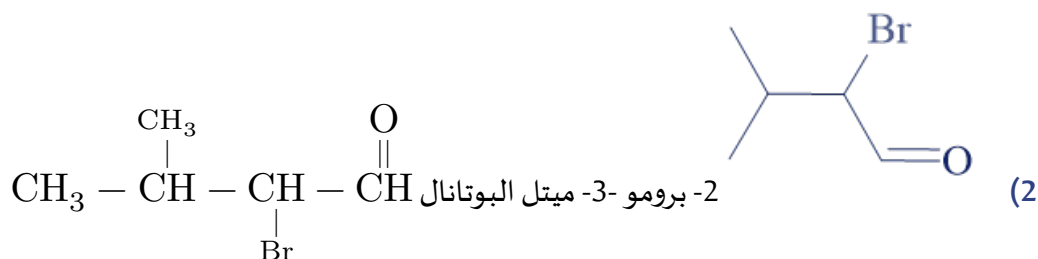 Br
O
(2
CH₃ O
CH₃ – CH – CH – CH 2- برومو -3- ميتل البوتانال
Br